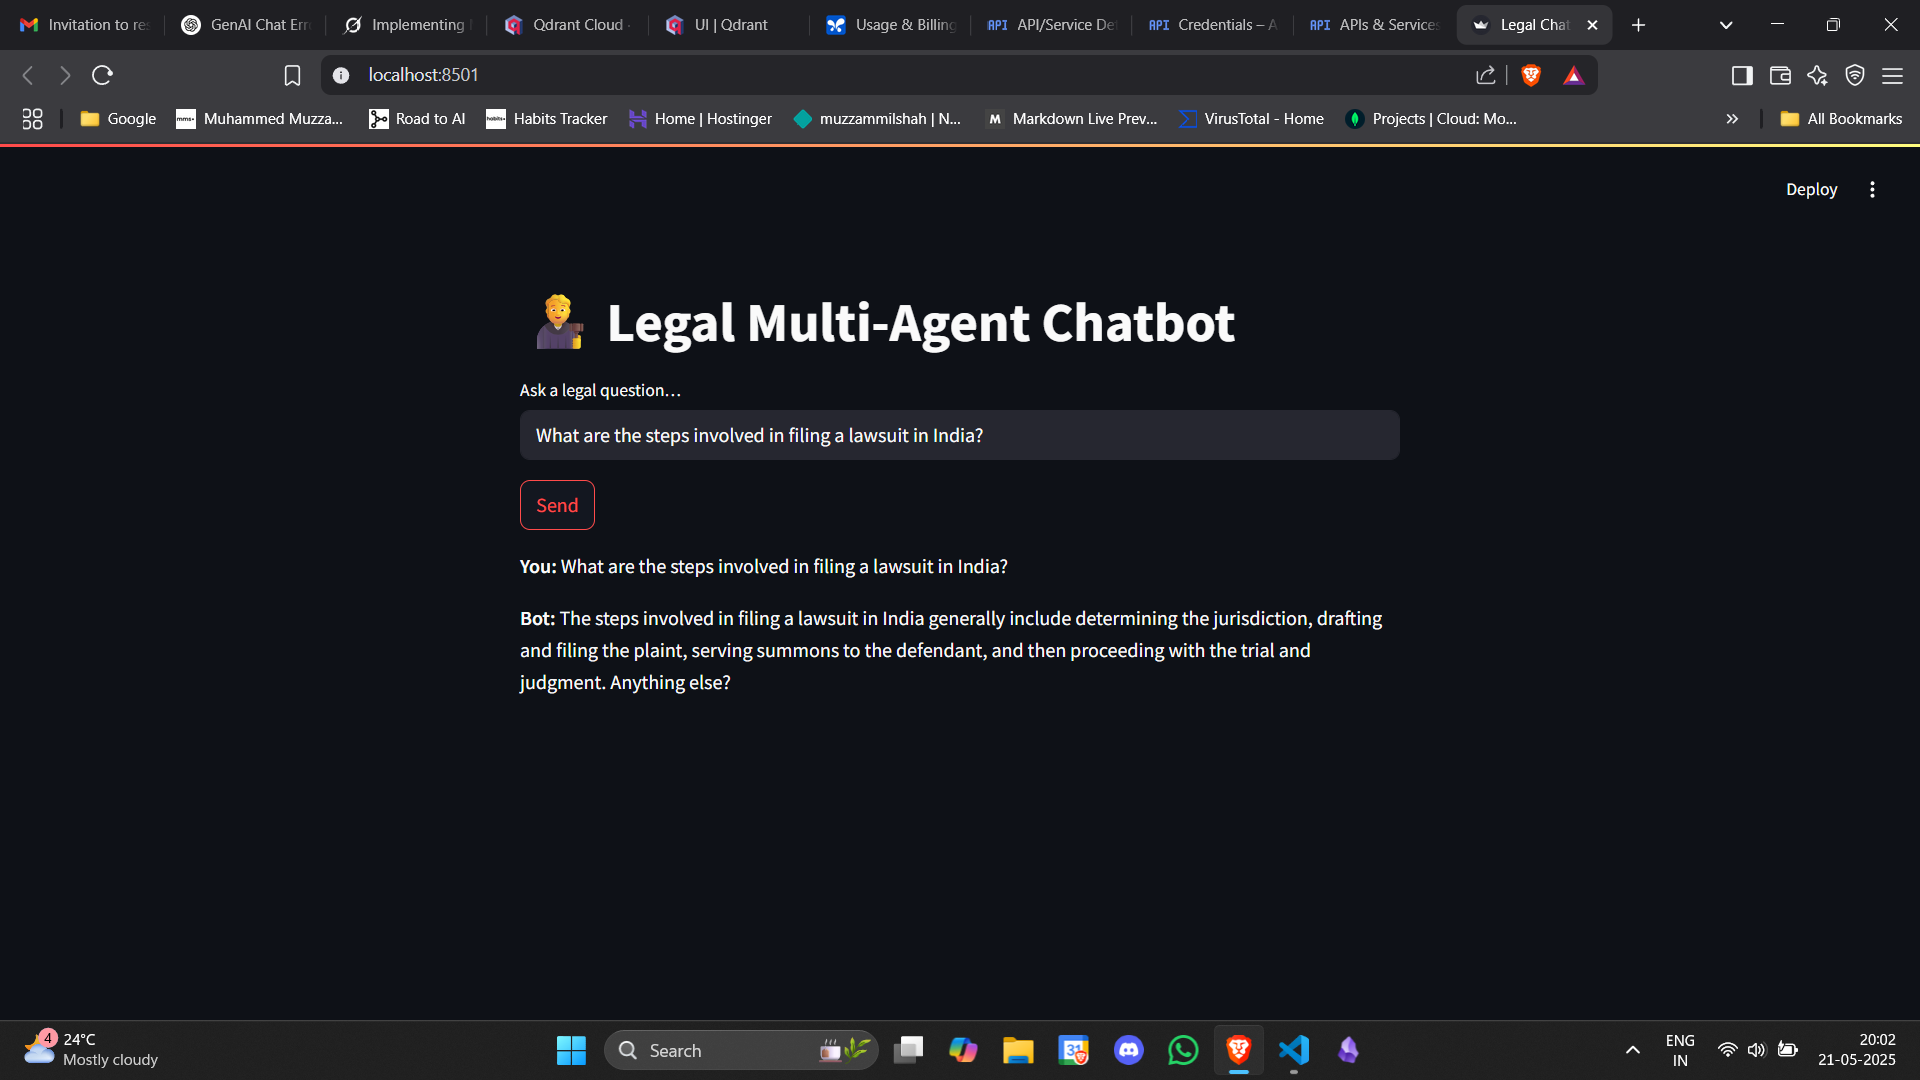 Invitation to re
GenAI Chat Err
Implementing
Qdrant Cloud
UI | Qdrant
Usage & Billing
API API/Service De
API Credentials – A
API APIs & Services
Legal Chat
localhost:8501
Google
mms. Muhammed Muzza...
Road to AI
habits. Habits Tracker
Home | Hostinger
muzzammilshah | N...
M Markdown Live Prev...
VirusTotal - Home
Projects | Cloud: Mo...
All Bookmarks
Deploy
Legal Multi-Agent Chatbot
Ask a legal question…
What are the steps involved in filing a lawsuit in India?
Send
You: What are the steps involved in filing a lawsuit in India?
Bot: The steps involved in filing a lawsuit in India generally include determining the jurisdiction, drafting
and filing the plaint, serving summons to the defendant, and then proceeding with the trial and
judgment. Anything else?
4
24°C
Mostly cloudy
Search
31
ENG
IN
20:02
21-05-2025